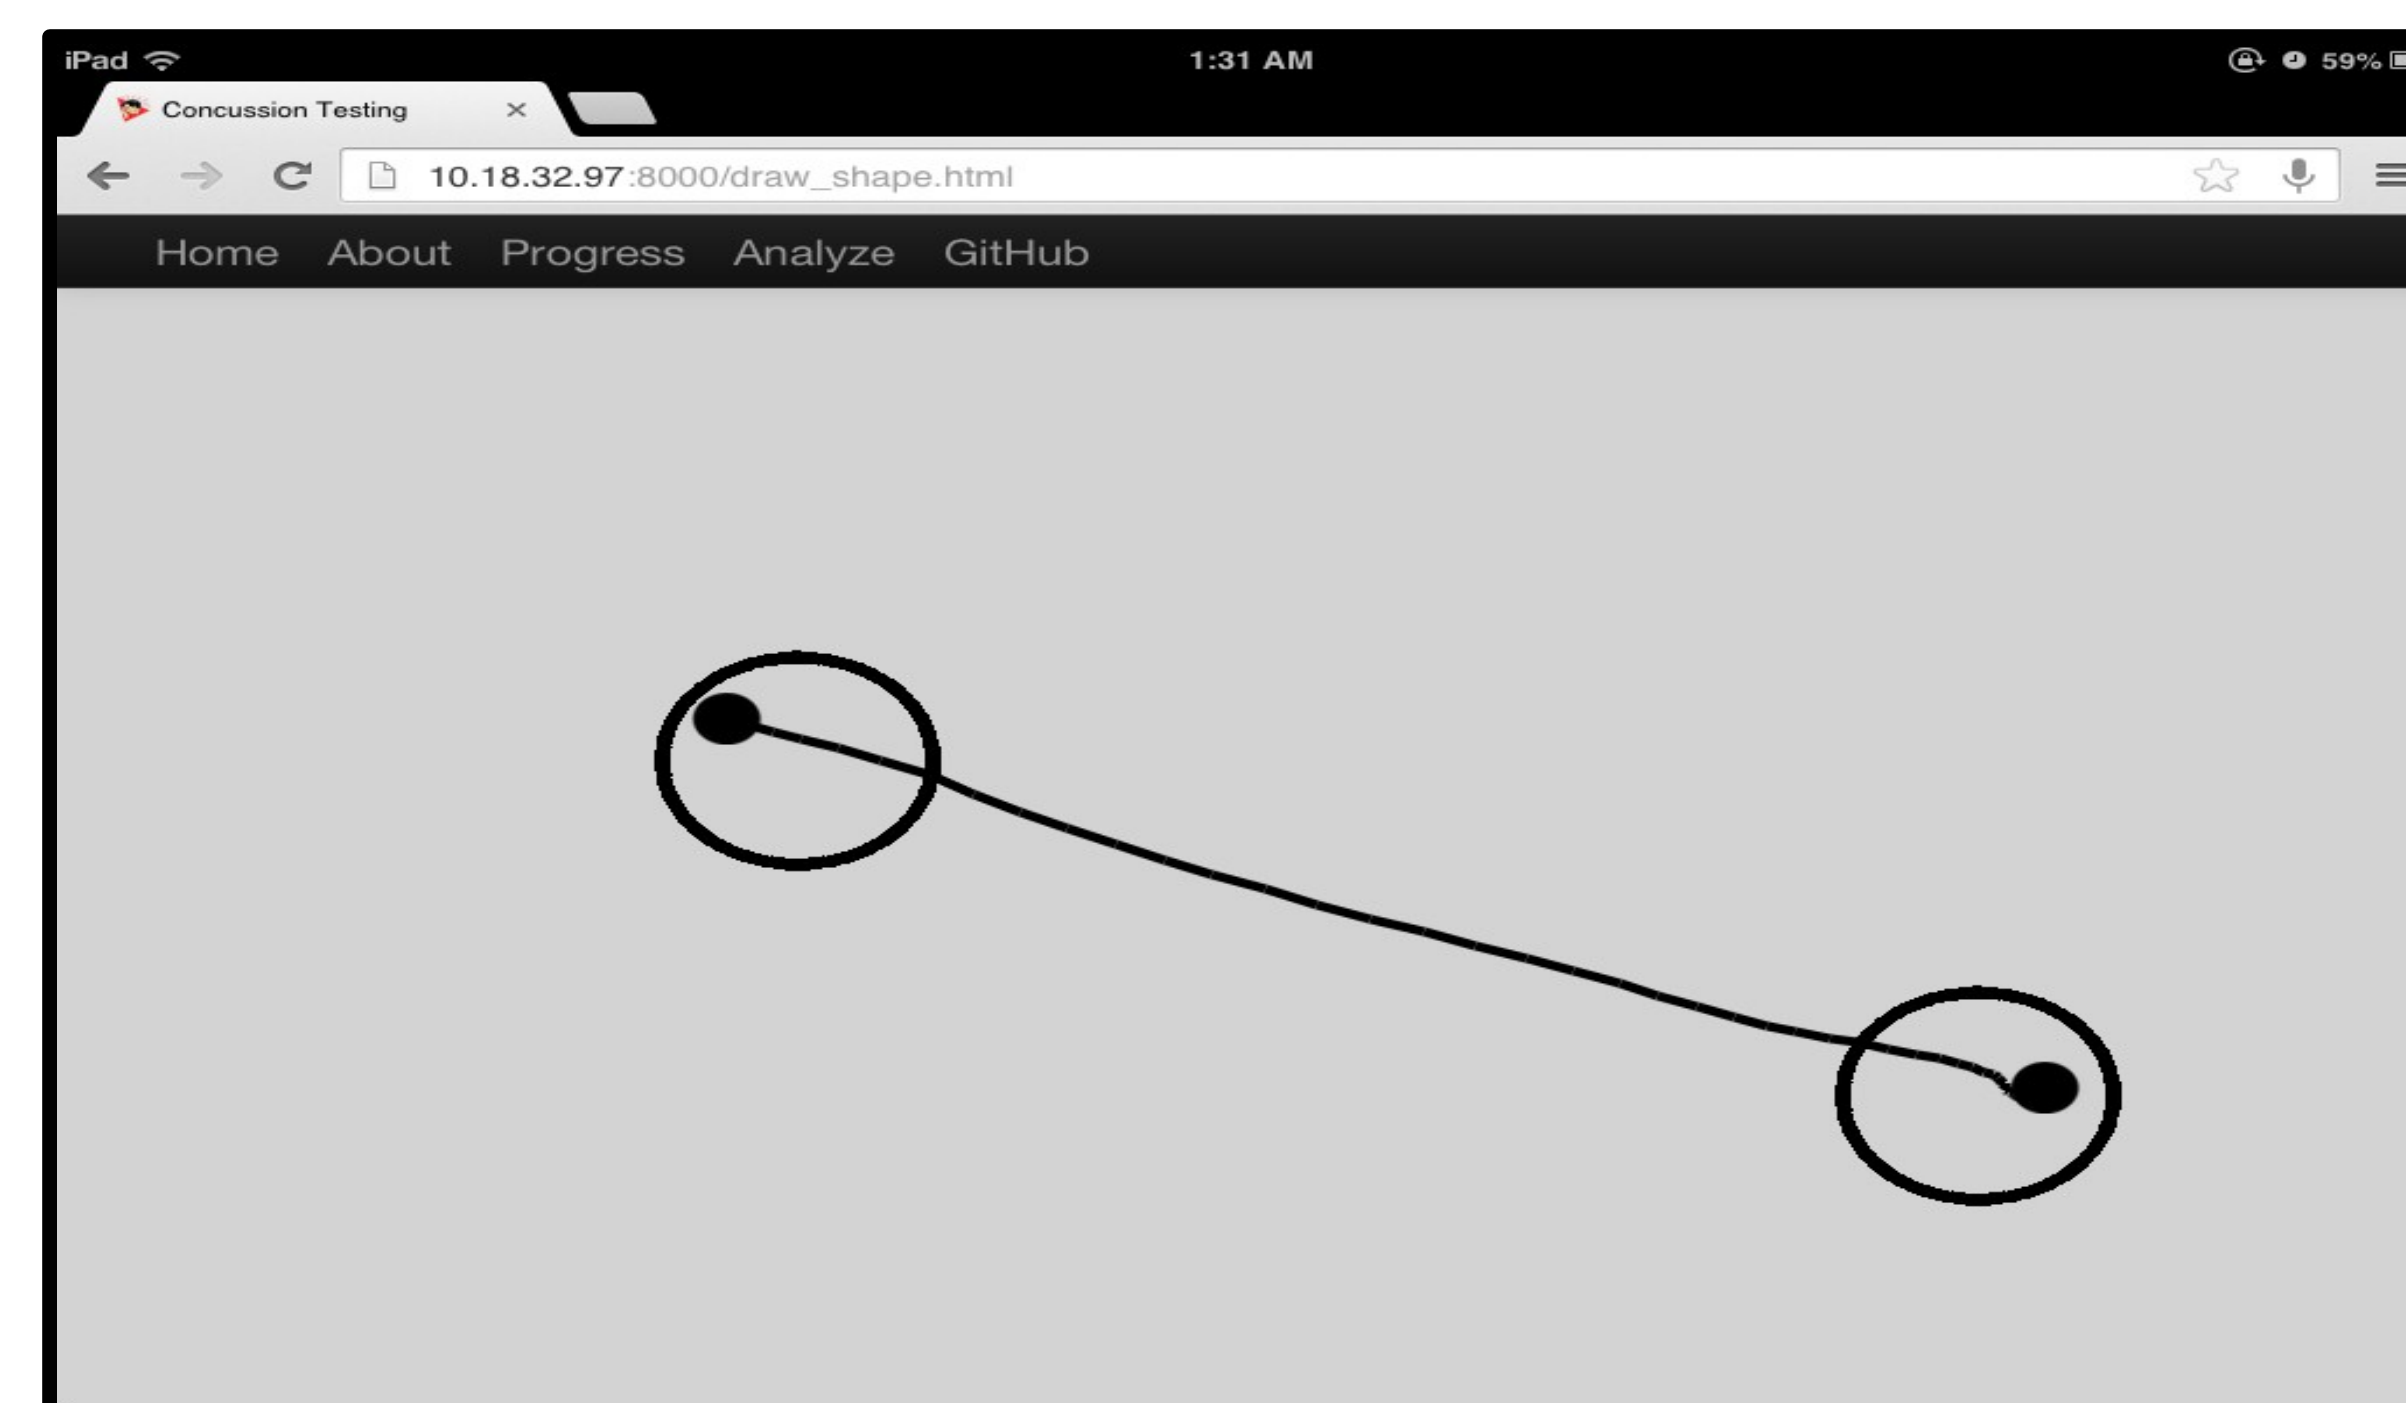 iPad 1:31 AM 59%
Concussion Testing
10.18.32.97:8000/draw_shape.html
Home About Progress Analyze GitHub